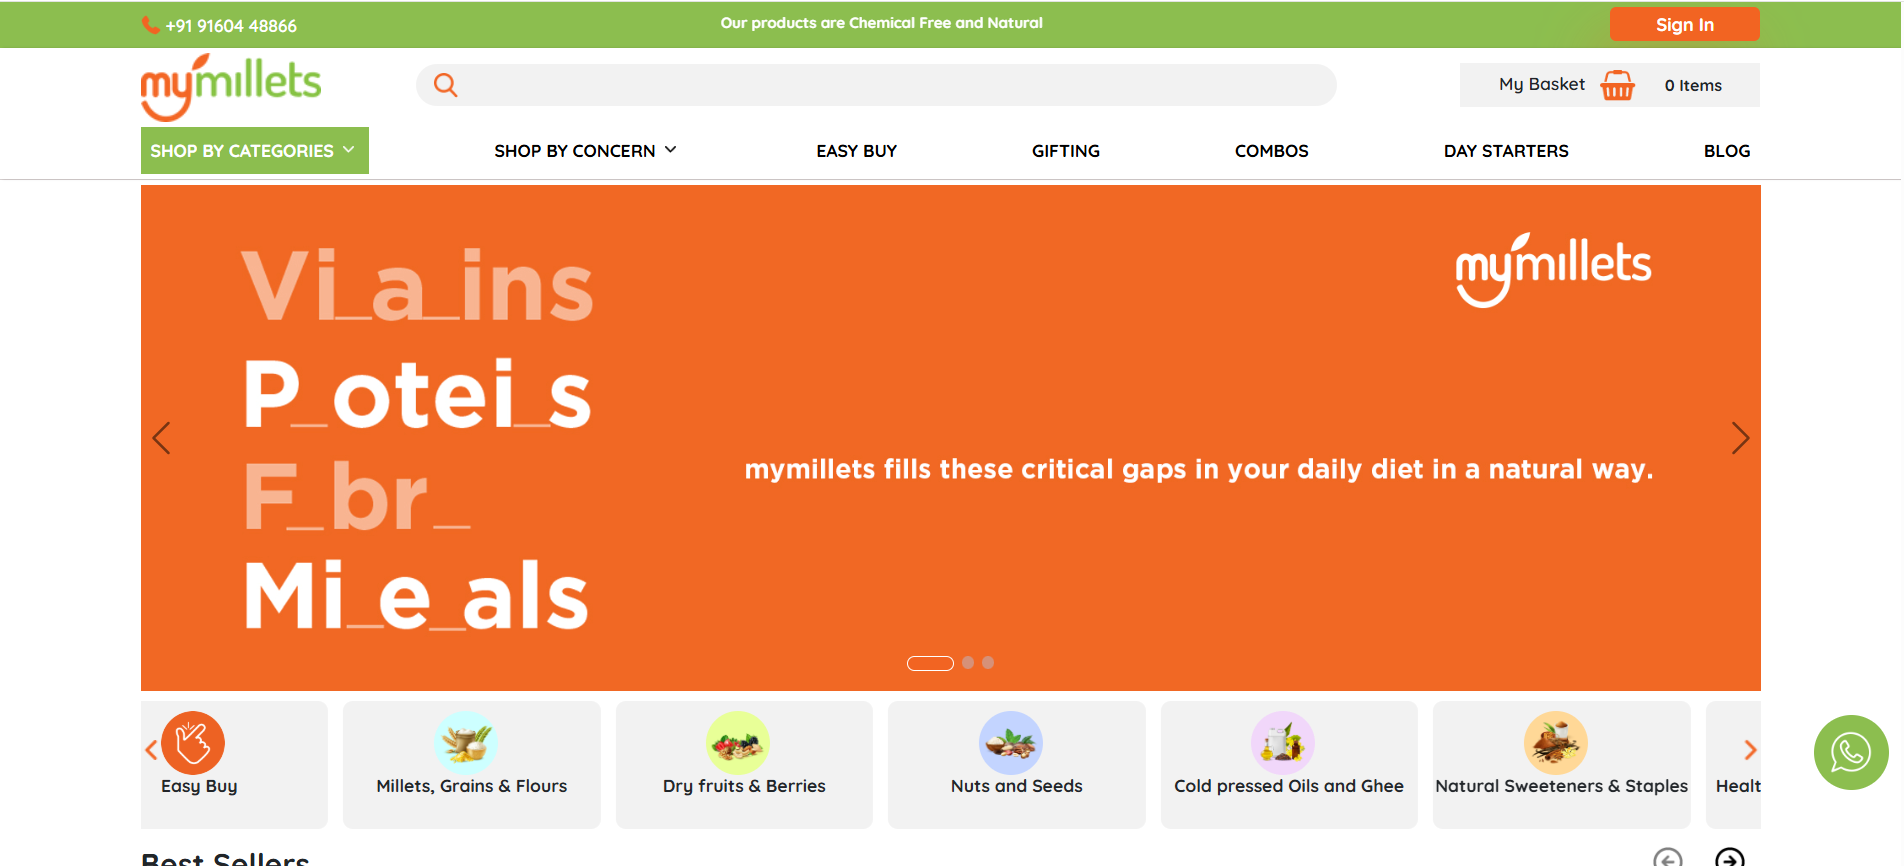 +91 91604 48866
Our products are Chemical Free and Natural
Sign In
mymillets
My Basket
0 Items
SHOP BY CATEGORIES
SHOP BY CONCERN
EASY BUY
GIFTING
COMBOS
DAY STARTERS
BLOG
mymillets
Vi_a_ins
P_otei_s
F_br_
Mi_e_als
mymillets fills these critical gaps in your daily diet in a natural way.
Easy Buy
Millets, Grains & Flours
Dry fruits & Berries
Nuts and Seeds
Cold pressed Oils and Ghee
Natural Sweeteners & Staples
Healt
Best Sellers